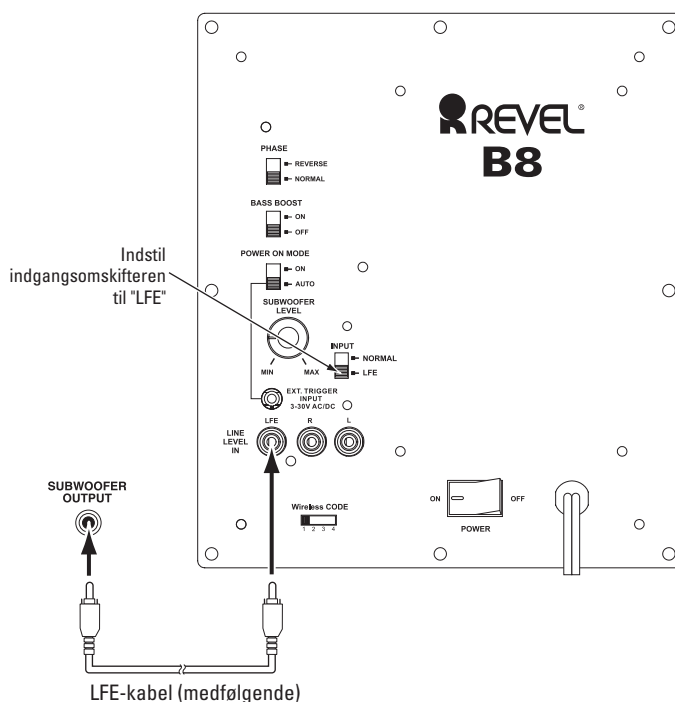 REVEL®
B8
PHASE
REVERSE
NORMAL
BASS BOOST
ON
OFF
POWER ON MODE
ON
AUTO
Indstil
indgangsomskifteren
til "LFE"
SUBWOOFER
LEVEL
MIN
MAX
INPUT
NORMAL
LFE
EXT. TRIGGER
INPUT
3-30V AC/DC
LINE
LEVEL
IN
LFE
R
L
Wireless CODE
1 2 3 4
ON
OFF
POWER
SUBWOOFER
OUTPUT
LFE-kabel (medfølgende)